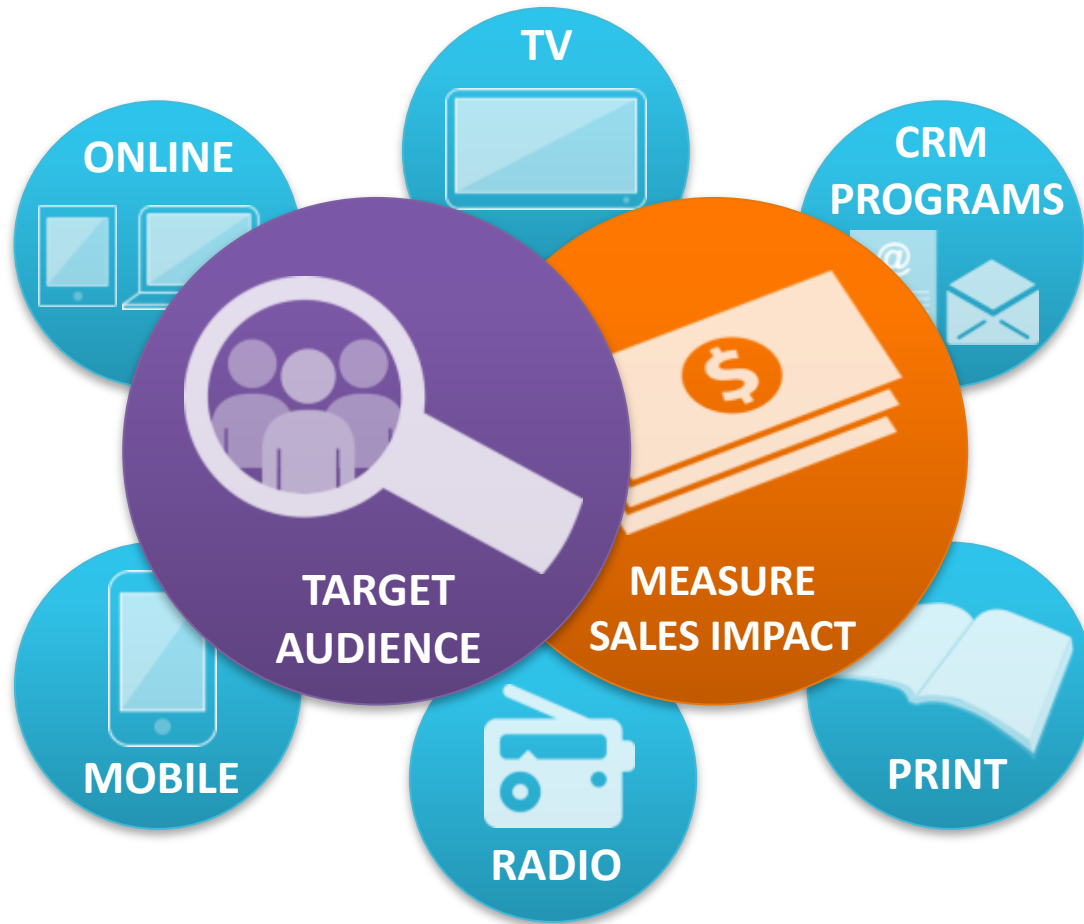 TV
ONLINE
CRM
PROGRAMS
@
$
TARGET
AUDIENCE
MEASURE
SALES IMPACT
MOBILE
PRINT
RADIO